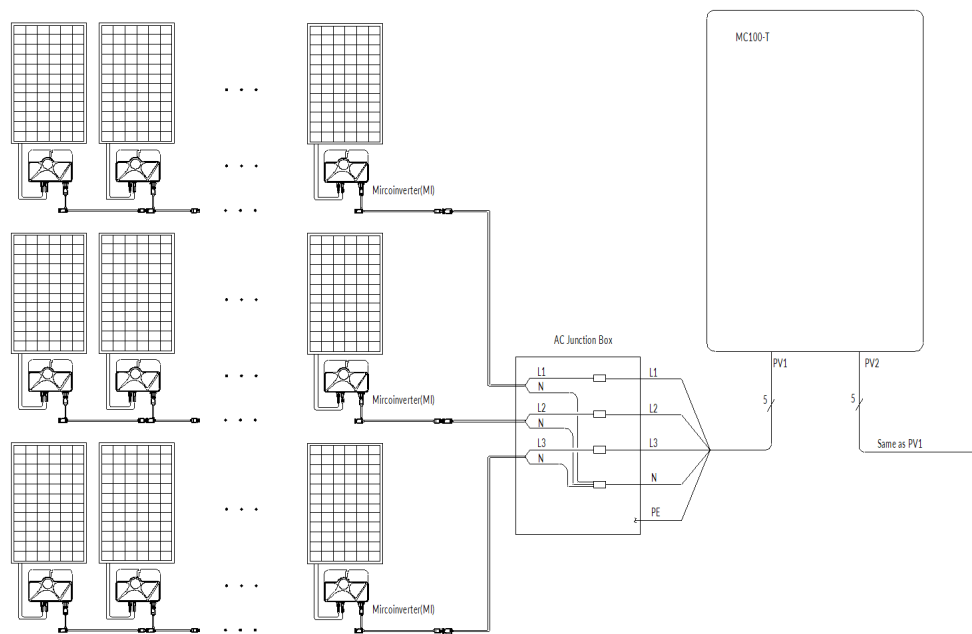 MC100-T
Mircoinverter(MI)
AC Junction Box
PV1
PV2
L1
L1
N
5
5
Mircoinverter(MI)
L2
L2
N
L3
L3
Same as PV1
N
N
PE
Mircoinverter(MI)